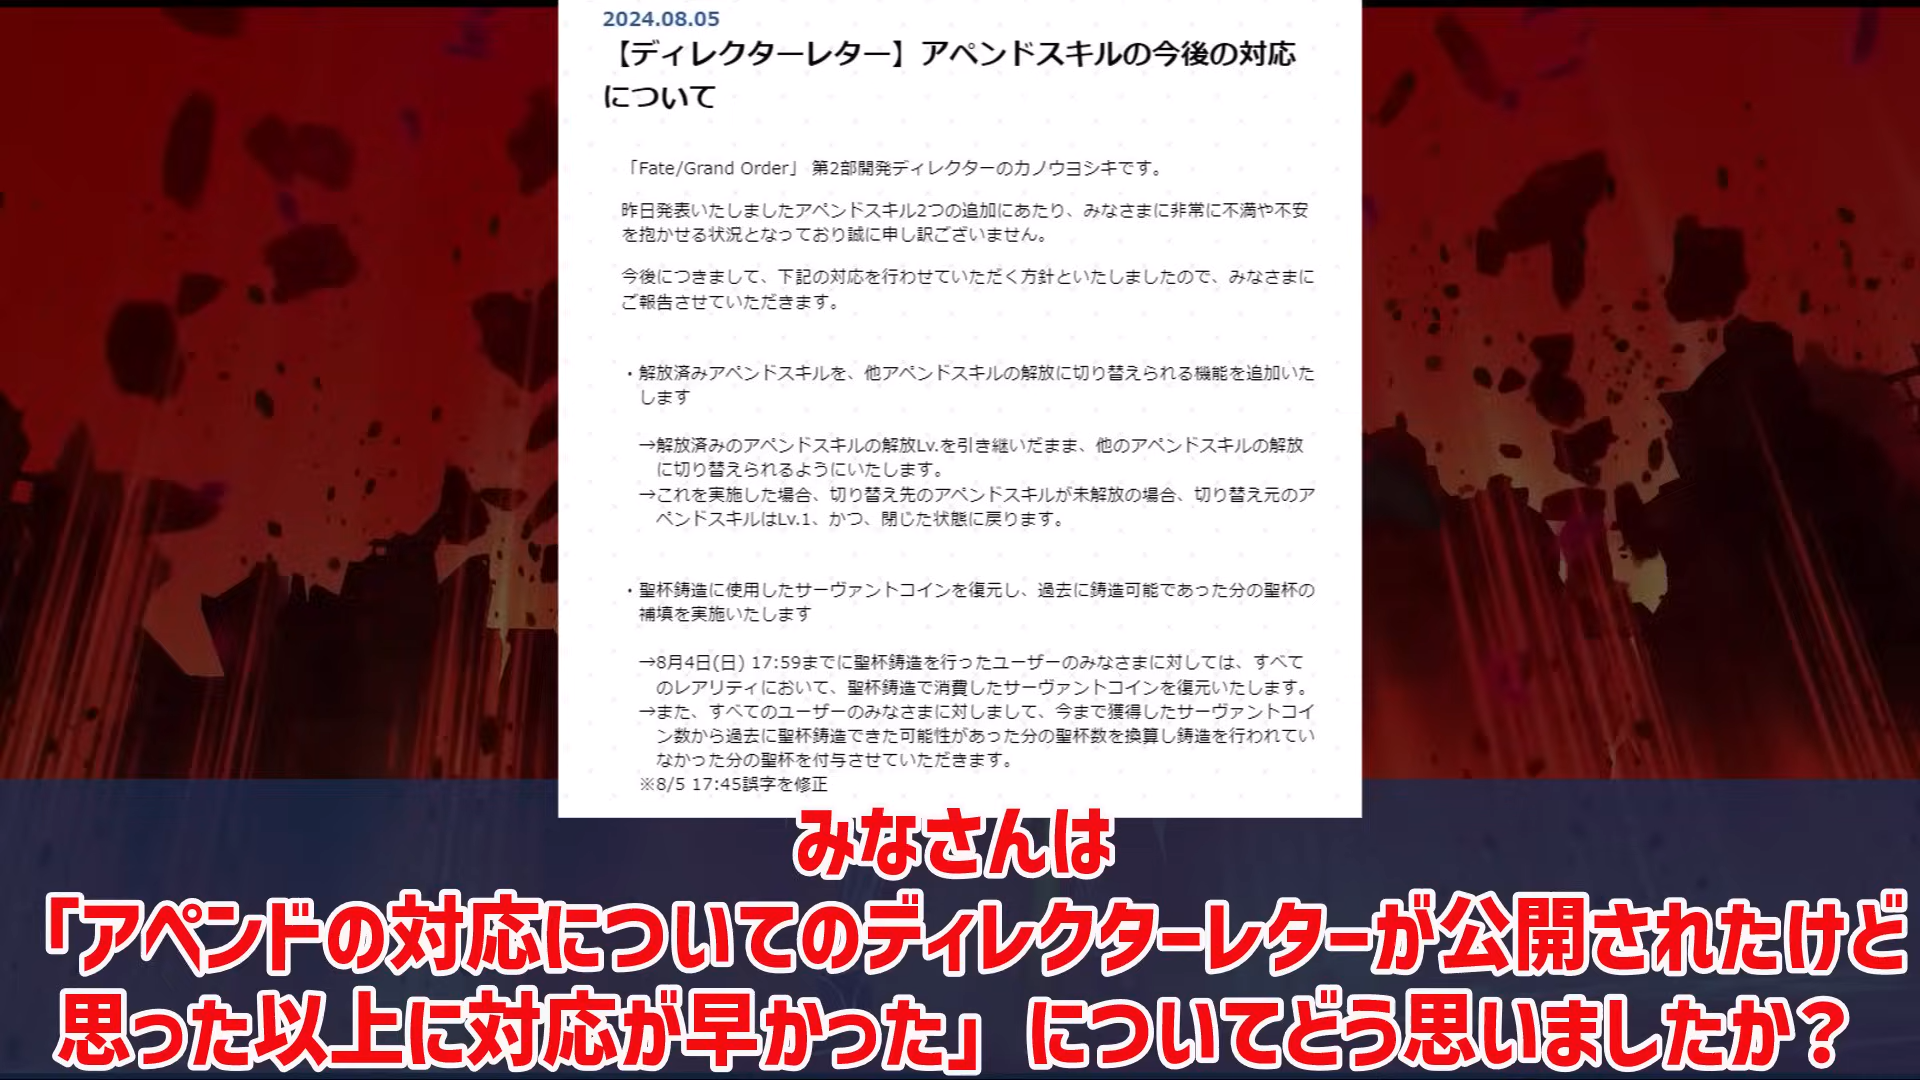 2024.08.05
【ディレクターレター】アペンドスキルの今後の対応
について
「Fate/Grand Order」 第2部開発ディレクターのカノウヨシキです。
昨日発表いたしましたアペンドスキル2つの追加にあたり、みなさまに非常に不満や不安
を抱かせる状況となっており誠に申し訳ございません。
今後につきまして、下記の対応を行わせていただく方針といたしましたので、みなさまに
ご報告させていただきます。
・解放済みアペンドスキルを、他アペンドスキルの解放に切り替えられる機能を追加いた
します
→解放済みのアペンドスキルの解放Lv.を引き継いだまま、他のアペンドスキルの解放
に切り替えられるようにいたします。
→これを実施した場合、切り替え先のアペンドスキルが未解放の場合、切り替え元のア
ペンドスキルはLv.1、かつ、閉じた状態に戻ります。
・聖杯鋳造に使用したサーヴァントコインを復元し、過去に鋳造可能であった分の聖杯の
補填を実施いたします
→8月4日(日) 17:59までに聖杯鋳造を行ったユーザーのみなさまに対しては、すべて
のレアリティにおいて、聖杯鋳造で消費したサーヴァントコインを復元いたします。
→また、すべてのユーザーのみなさまに対しまして、今まで獲得したサーヴァントコイ
ン数から過去に聖杯鋳造できた可能性があった分の聖杯数を換算し鋳造を行われてい
なかった分の聖杯を付与させていただきます。
※8/5 17:45誤字を修正
みなさんは
「アペンドの対応についてのディレクターレターが公開されたけど
思った以上に対応が早かった」についてどう思いましたか？